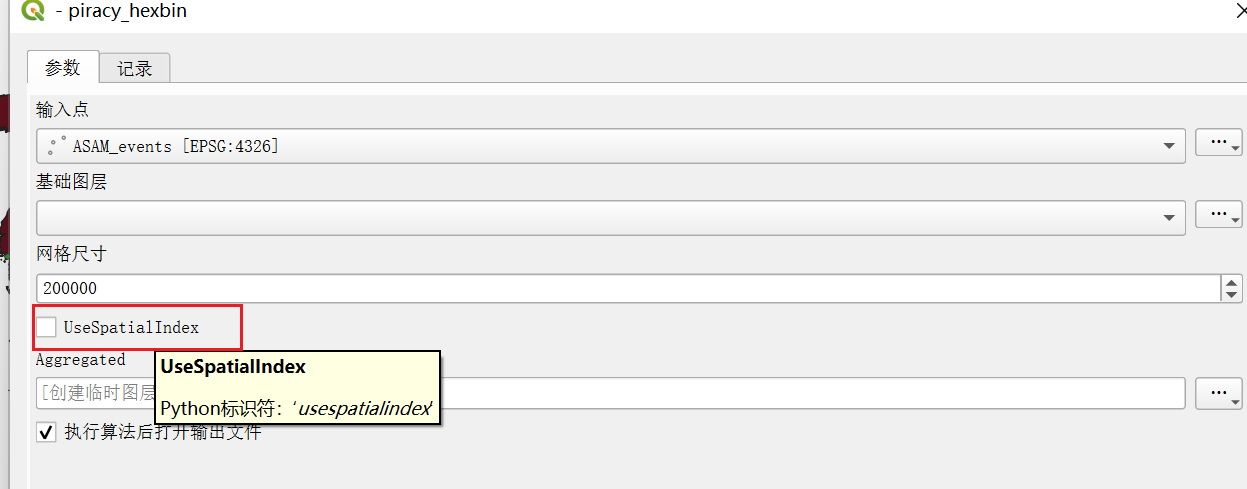 - piracy_hexbin
参数
记录
输入点
ASAM_events [EPSG:4326]
基础图层
网格尺寸
200000
UseSpatialIndex
Aggregated
UseSpatialIndex
[创建临时图层
Python标识符：‘usespatialindex’
执行算法后打开输出文件